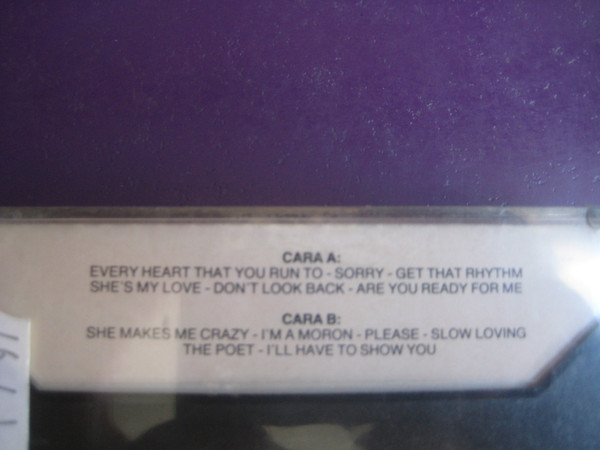 CARA A:
EVERY HEART THAT YOU RUN TO - SORRY - GET THAT RHYTHM
SHE'S MY LOVE - DON'T LOOK BACK - ARE YOU READY FOR ME
CARA B:
SHE MAKES ME CRAZY - I'M A MORON - PLEASE - SLOW LOVING
THE POET - I'LL HAVE TO SHOW YOU